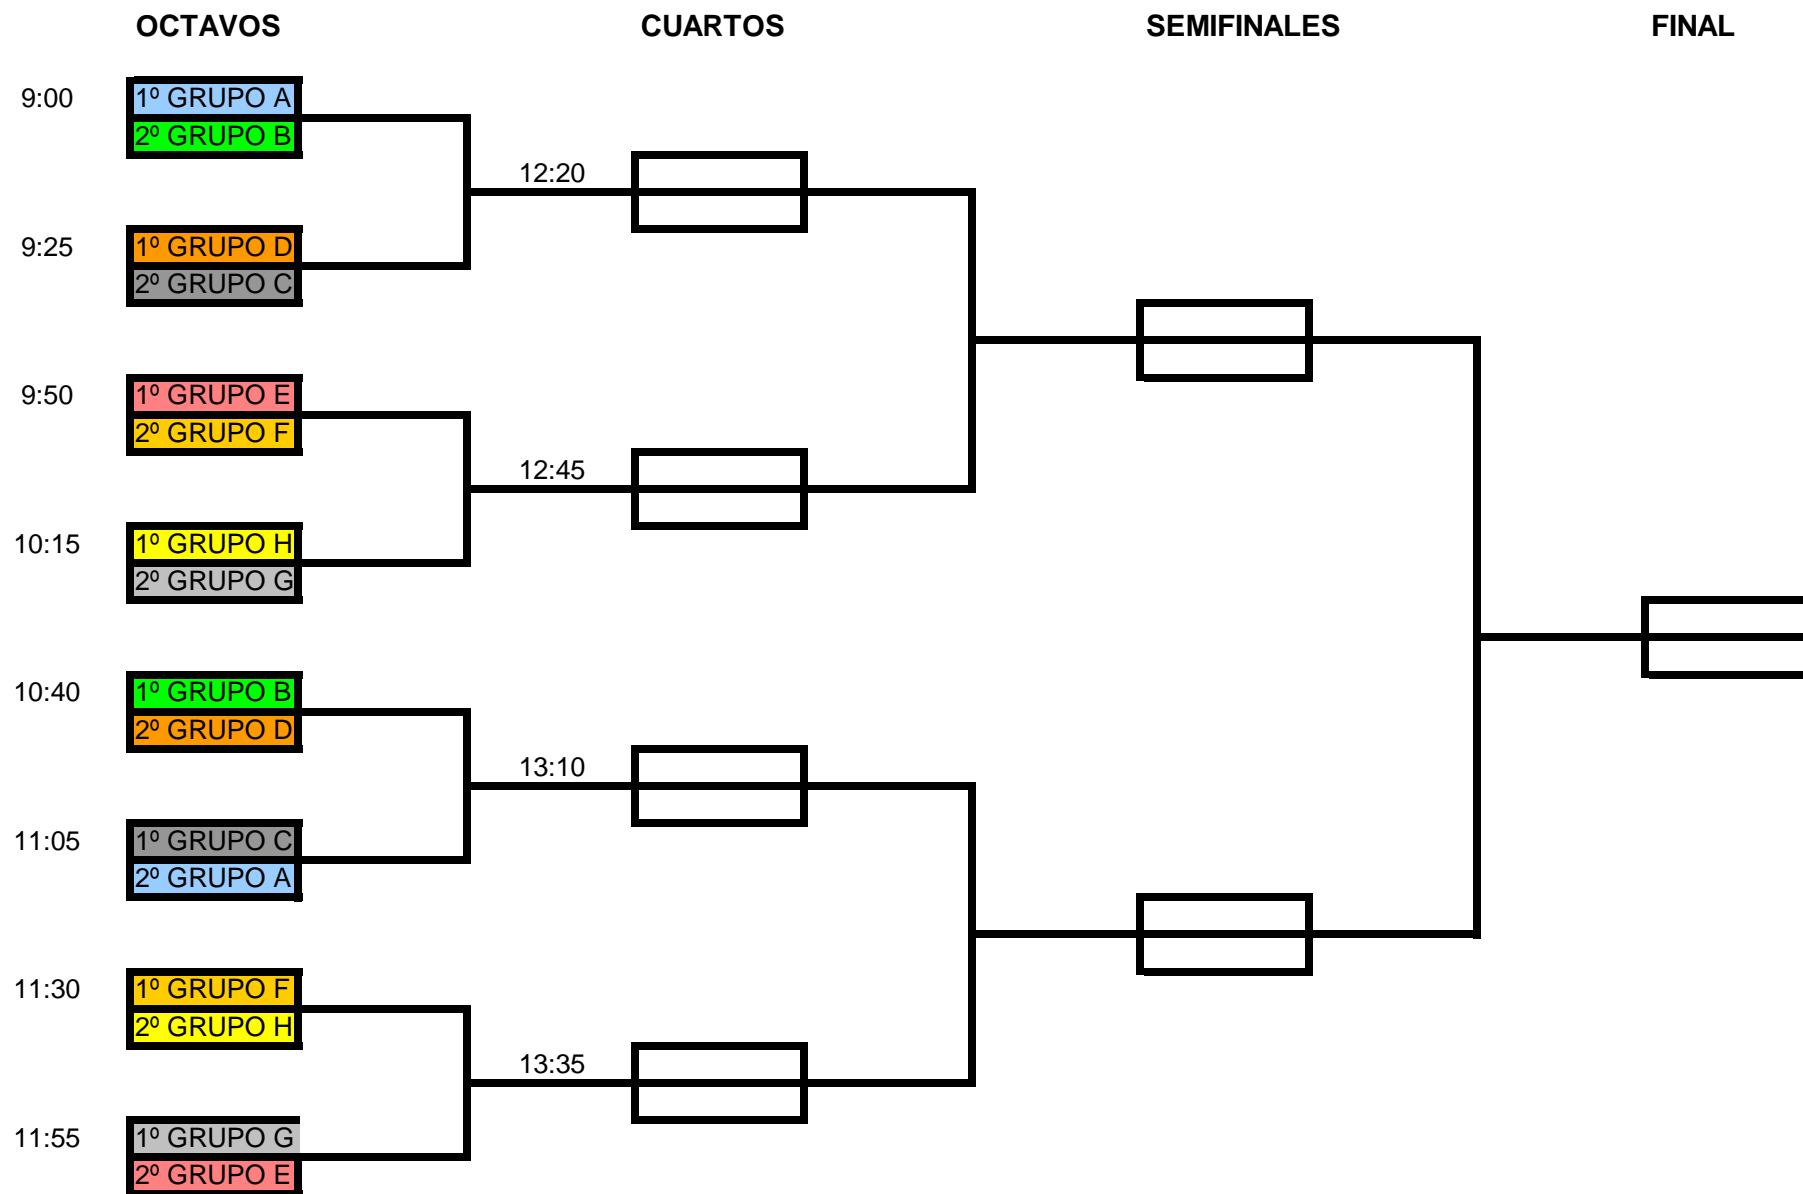 OCTAVOS CUARTOS SEMIFINALES FINAL
9:00 1º GRUPO A
2º GRUPO B
12:20
9:25 1º GRUPO D
2º GRUPO C
9:50 1º GRUPO E
2º GRUPO F
12:45
10:15 1º GRUPO H
2º GRUPO G
10:40 1º GRUPO B
2º GRUPO D
13:10
11:05 1º GRUPO C
2º GRUPO A
11:30 1º GRUPO F
2º GRUPO H
13:35
11:55 1º GRUPO G
2º GRUPO E